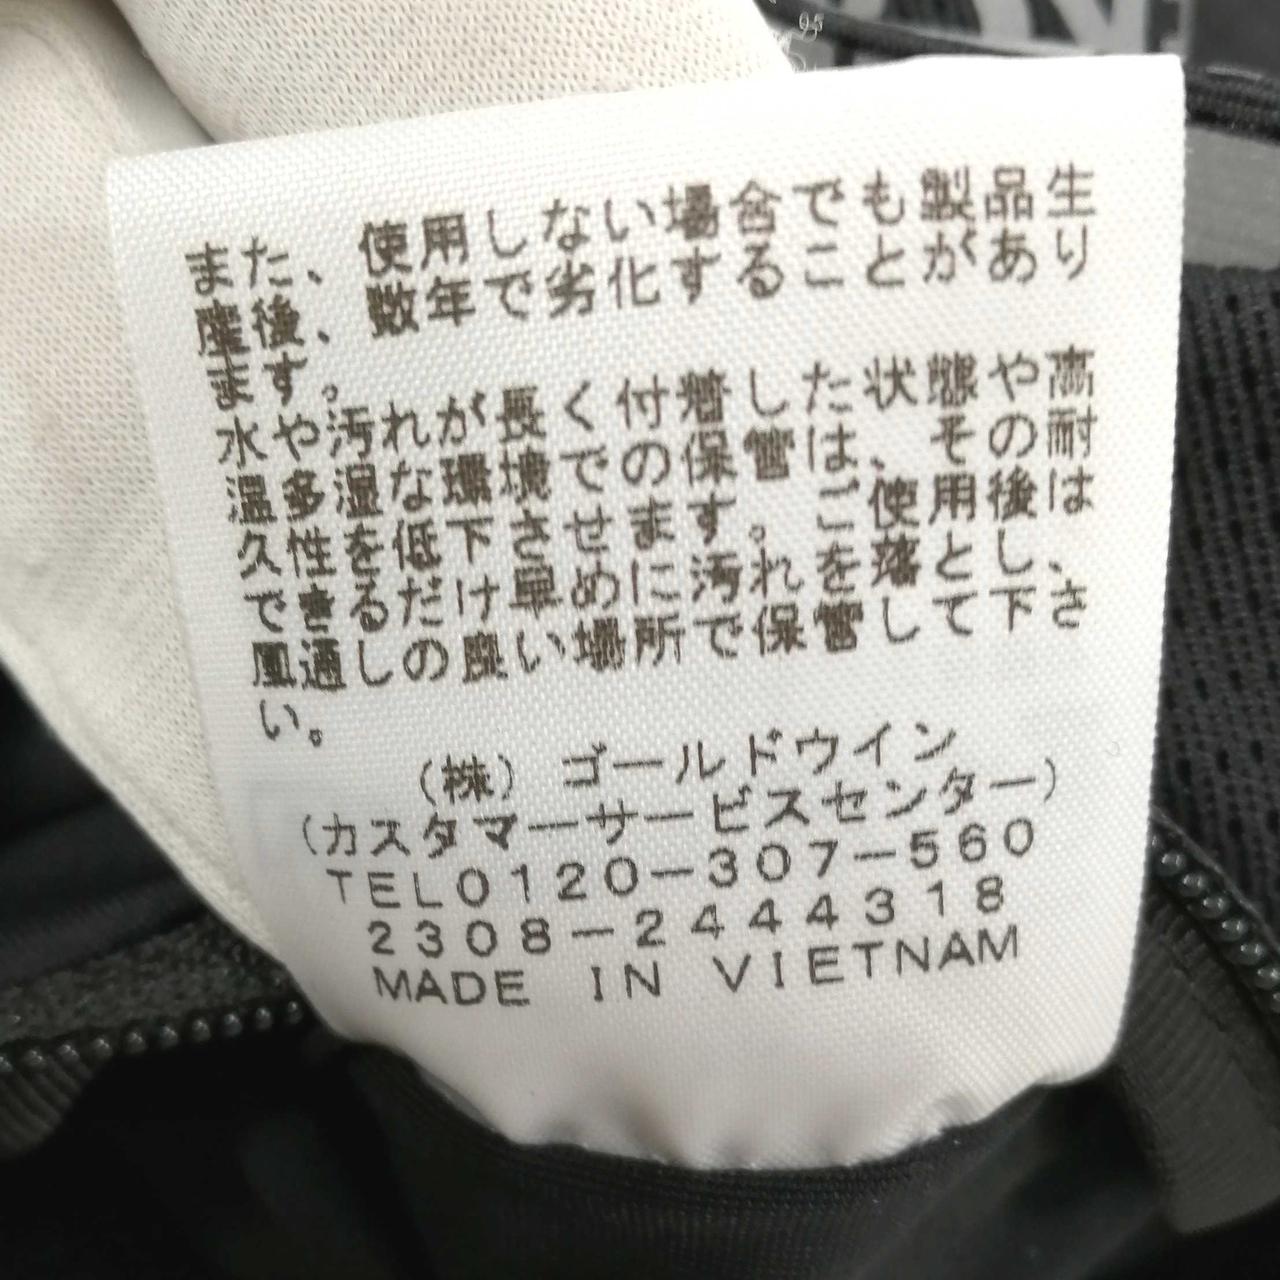 また、使用しない場合でも製品生
産後、数年で劣化することがあり
ます。
水や汚れが長く付着した状態や高
温多湿な環境での保管は、その耐
久性を低下させます。ご使用後は
できるだけ早めに汚れを落とし、
風通しの良い場所で保管して下さ
い。
(株)ゴールドウイン
(カスタマーサービスセンター)
TEL0120-307-560
2308-2444318
MADE IN VIETNAM